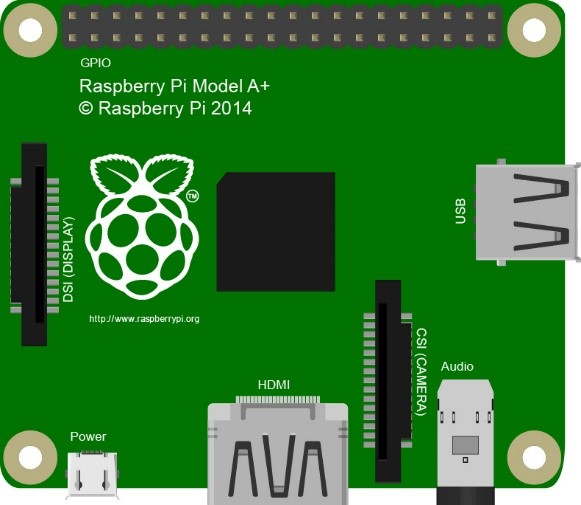 GPIO
Raspberry Pi Model A+
© Raspberry Pi 2014
TM
DSI (DISPLAY)
USB
http://www.raspberrypi.org
CSI (CAMERA)
Audio
HDMI
Power